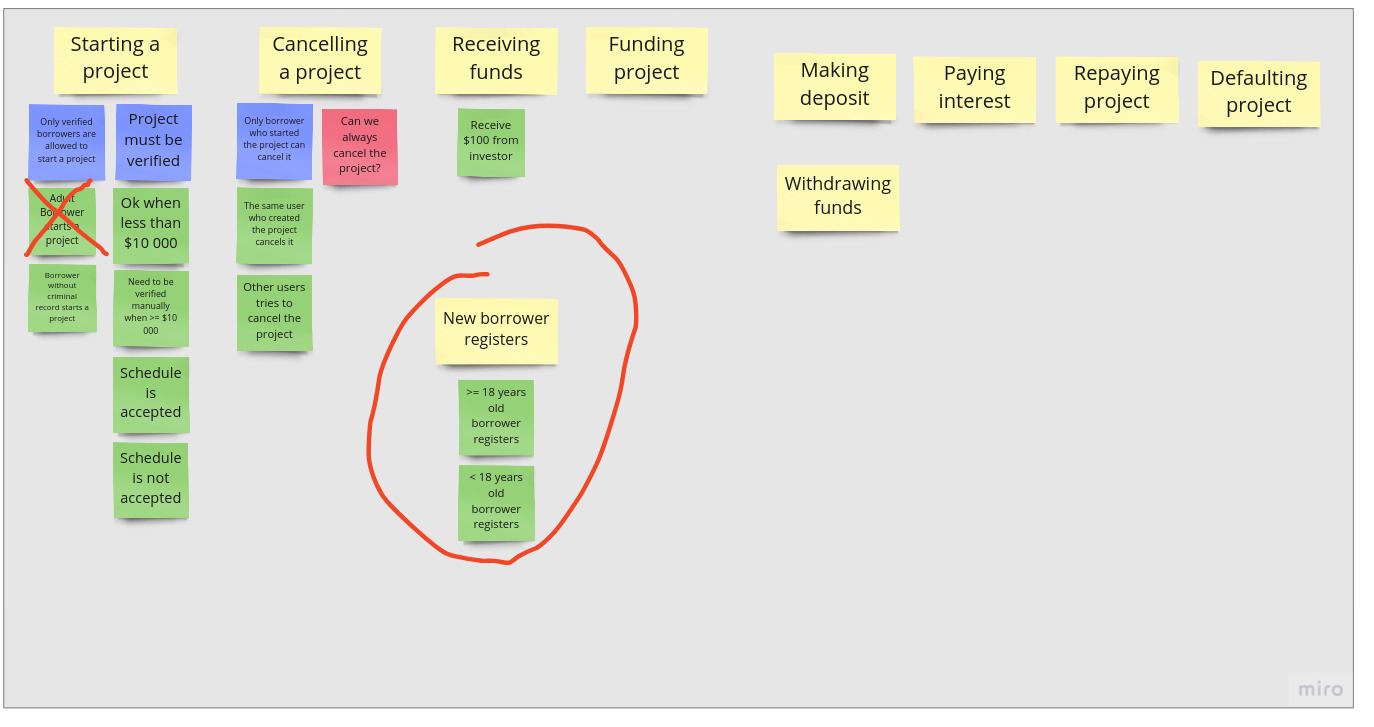 Starting a
project
Cancelling
a project
Receiving
funds
Funding
project
Making
deposit
Paying
interest
Repaying
project
Defaulting
project
Only verified
borrowers are
allowed to
start a project
Project
must be
verified
Only borrower
who started
the project can
cancel it
Can we
always
cancel the
project?
Receive
$100 from
investor
Withdrawing
funds
Adult
Borrower
starts a
project
Ok when
less than
$10 000
The same user
who created
the project
cancels it
Borrower
without
criminal
record starts a
project
Need to be
verified
manually
when >= $10
000
Other users
tries to
cancel the
project
New borrower
registers
Schedule
is
accepted
>= 18 years
old
borrower
registers
Schedule
is not
accepted
< 18 years
old
borrower
registers
miro